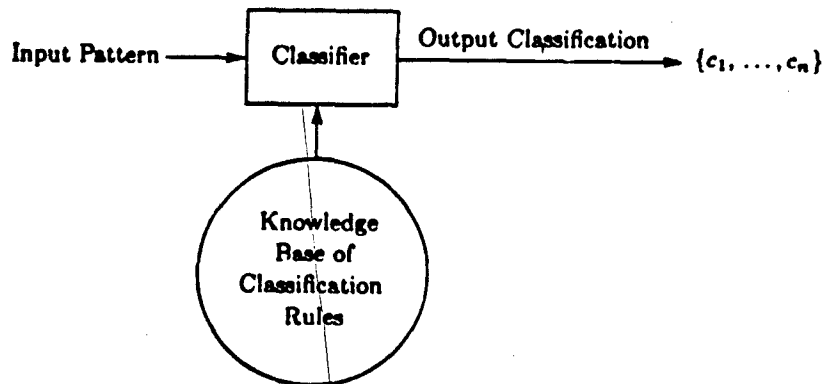 Input Pattern
Classifier
Output Classification
{c₁, ..., cₙ}
Knowledge
Base of
Classification
Rules